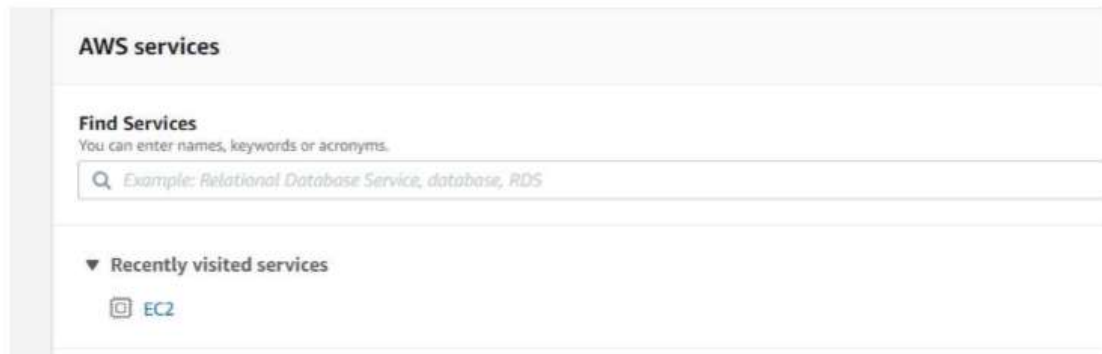 AWS services
Find Services
You can enter names, keywords or acronyms.
Example: Relational Database Service, database, RDS
Recently visited services
EC2